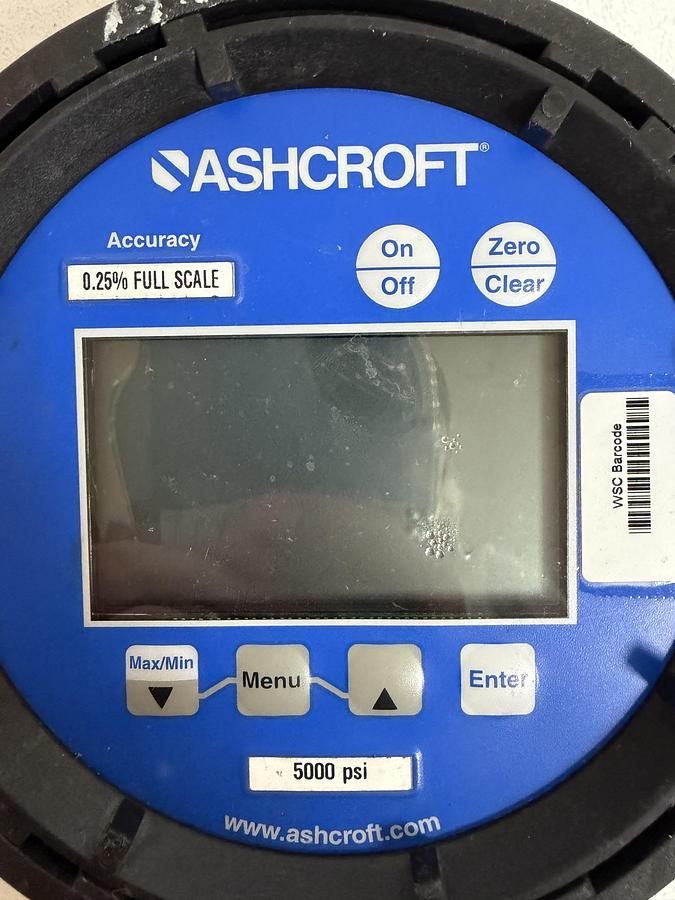 ASHCROFT®
Accuracy
0.25% FULL SCALE
On
Off
Zero
Clear
WSC Barcode
Max/Min
Menu
Enter
5000 psi
www.ashcroft.com